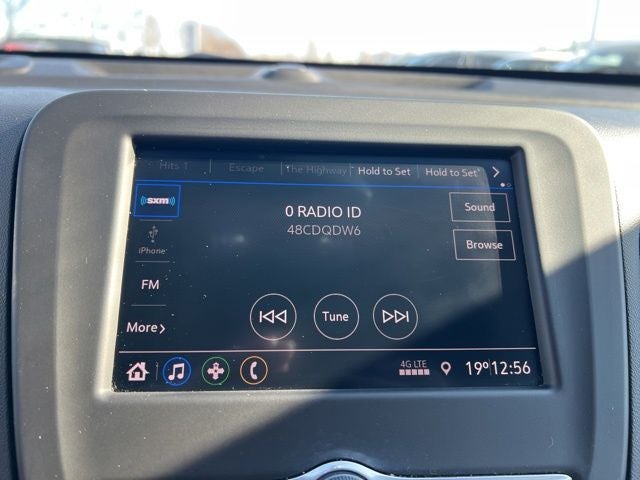 Hits 1 Escape The Highway Hold to Set Hold to Set
sxm
0 RADIO ID
48CDQDW6
Sound
Browse
iPhone
FM
Tune
More
4G LTE
19° 12:56